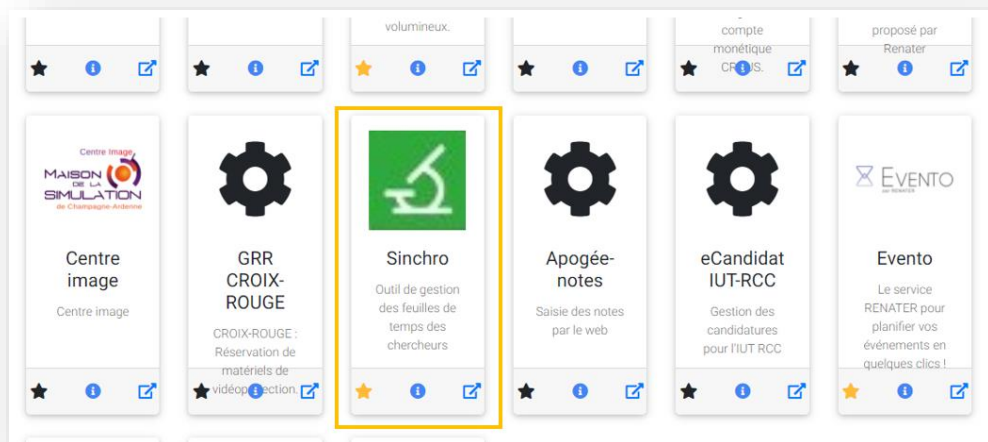 volumineux.
compte
monétique
CROUS.
proposé par
Renater
Centre Image
MAISON
DE LA
SIMULATION
de Champagne-Ardenne
Centre
image
Centre image
GRR
CROIX-
ROUGE
CROIX-ROUGE :
Réservation de
matériels de
Sinchro
Outil de gestion
des feuilles de
temps des
chercheurs
Apogée-
notes
Saisie des notes
par le web
eCandidat
IUT-RCC
Gestion des
candidatures
pour l'IUT RCC
EVENTO
par RENATER
Evento
Le service
RENATER pour
planifier vos
événements en
quelques clics !